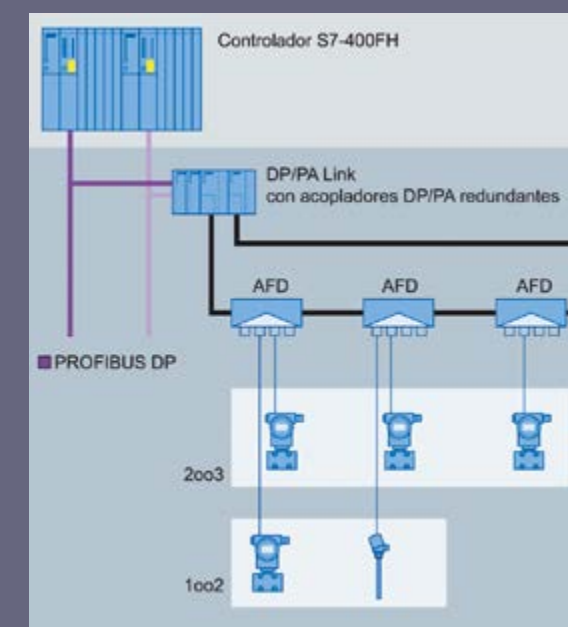 Controlador S7-400FH
DP/PA Link
con acopladores DP/PA redundantes
AFD AFD AFD
PROFIBUS DP
2oo3
1oo2